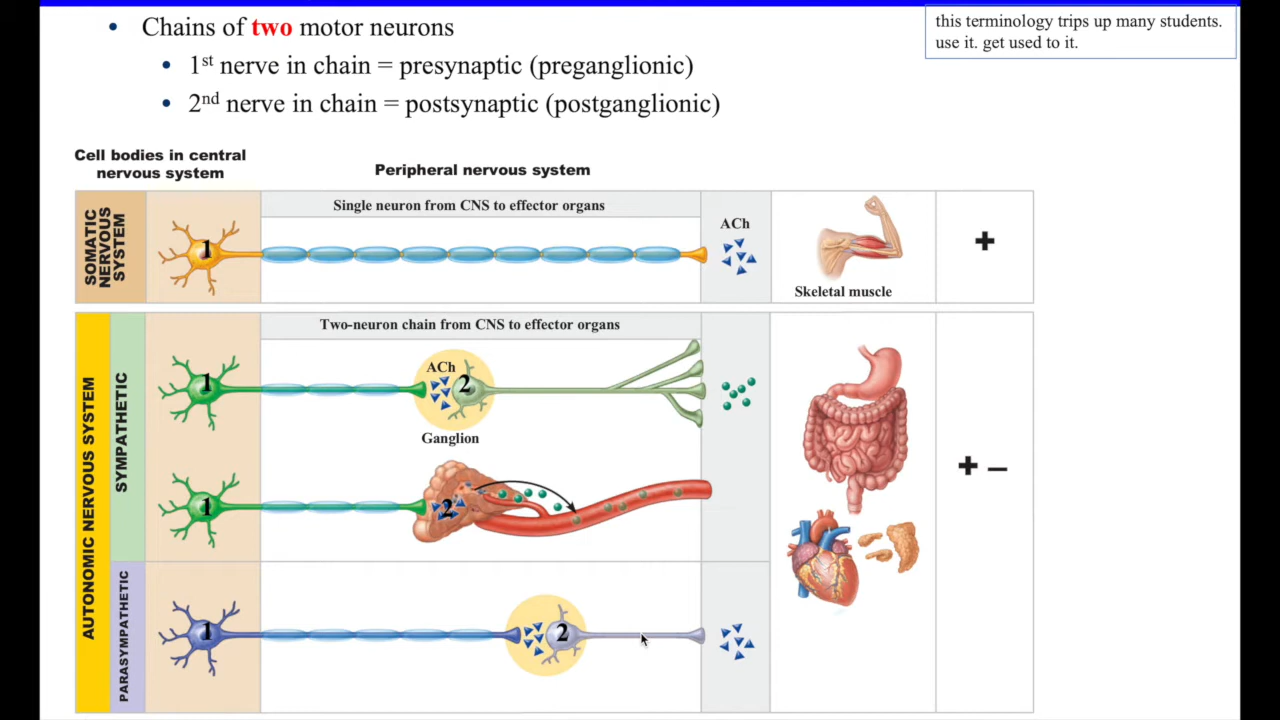 • Chains of two motor neurons
• 1st nerve in chain = presynaptic (preganglionic)
• 2nd nerve in chain = postsynaptic (postganglionic)
this terminology trips up many students.
use it. get used to it.
Cell bodies in central
nervous system
Peripheral nervous system
SOMATIC
NERVOUS
SYSTEM
1
Single neuron from CNS to effector organs
ACh
Skeletal muscle
+
AUTONOMIC NERVOUS SYSTEM
SYMPATHETIC
Two-neuron chain from CNS to effector organs
1
ACh
2
Ganglion
1
2
+ –
PARASYMPATHETIC
1
2